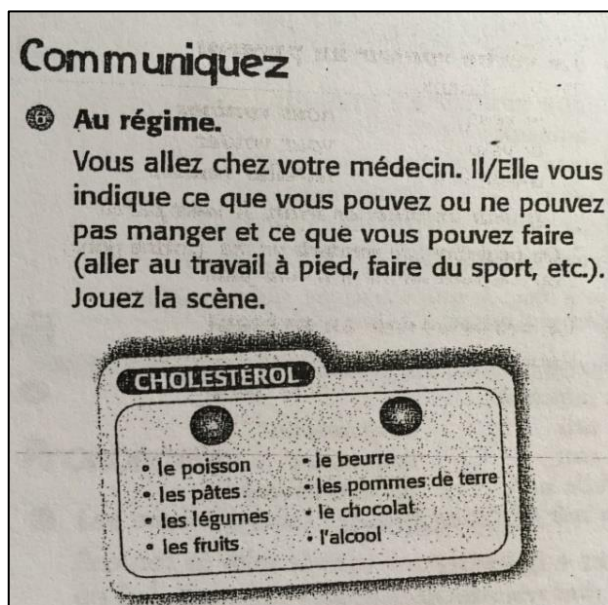 Communiquez
6 Au régime.
Vous allez chez votre médecin. Il/Elle vous
indique ce que vous pouvez ou ne pouvez
pas manger et ce que vous pouvez faire
(aller au travail à pied, faire du sport, etc.).
Jouez la scène.
CHOLESTÉROL
• le poisson
• les pâtes
• les légumes
• les fruits
• le beurre
• les pommes de terre
• le chocolat
• l'alcool